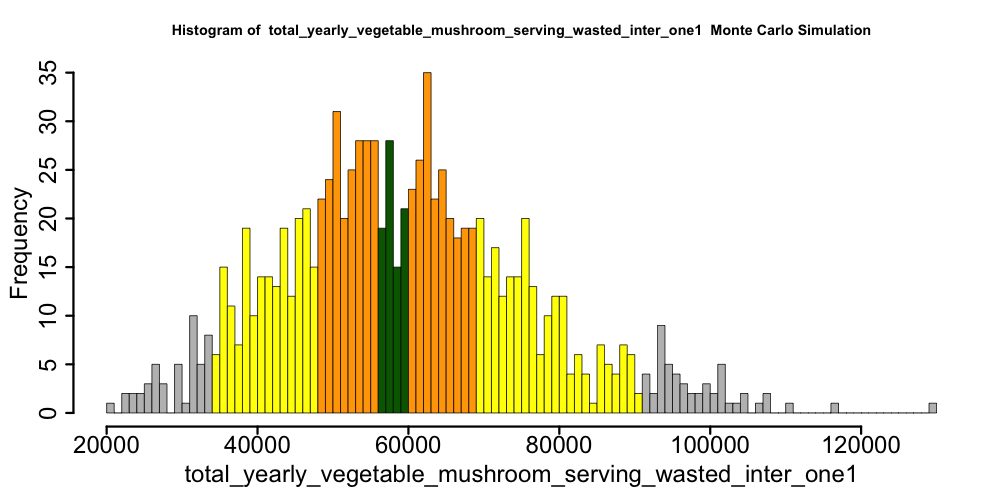 Histogram of  total_yearly_vegetable_mushroom_serving_wasted_inter_one1  Monte Carlo Simulation
Frequency
35
30
25
20
15
10
5
0
20000 40000 60000 80000 100000 120000
total_yearly_vegetable_mushroom_serving_wasted_inter_one1